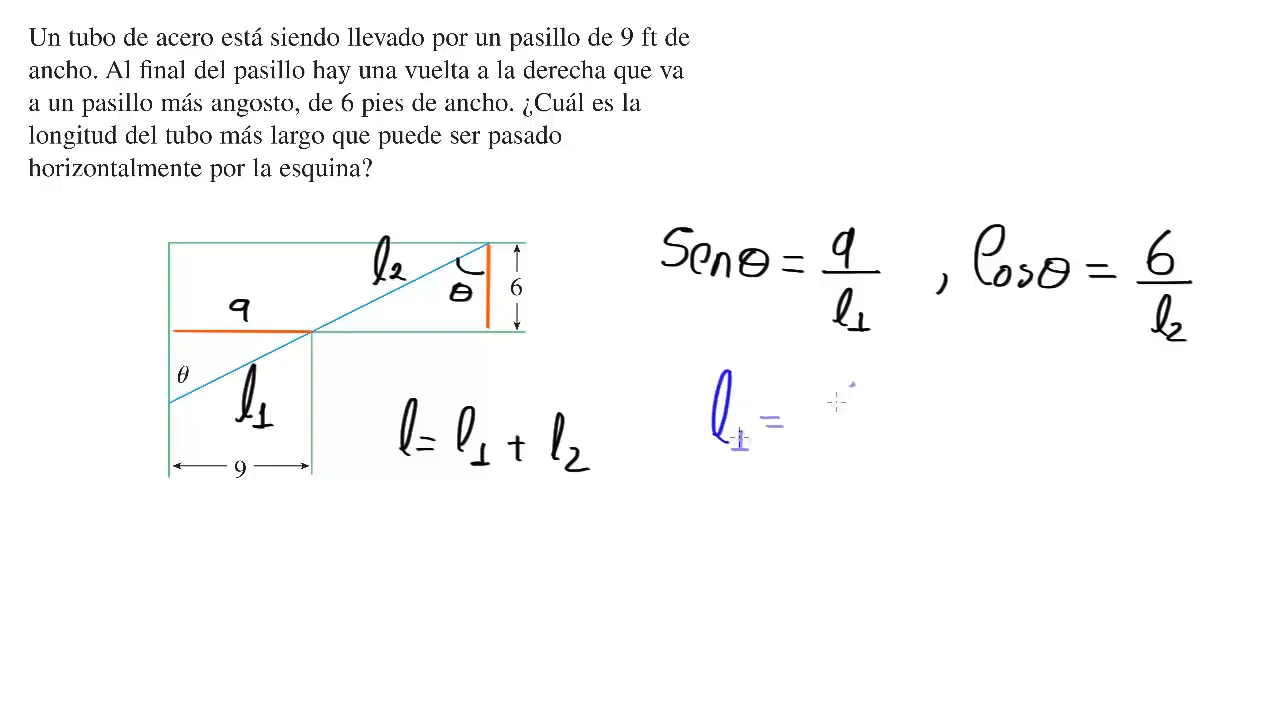 Un tubo de acero está siendo llevado por un pasillo de 9 ft de
ancho. Al final del pasillo hay una vuelta a la derecha que va
a un pasillo más angosto, de 6 pies de ancho. ¿Cuál es la
longitud del tubo más largo que puede ser pasado
horizontalmente por la esquina?
Senθ = 9/l1 , Cosθ = 6/l2
l2
θ
6
9
θ
l1
l1 =
l = l1 + l2
9